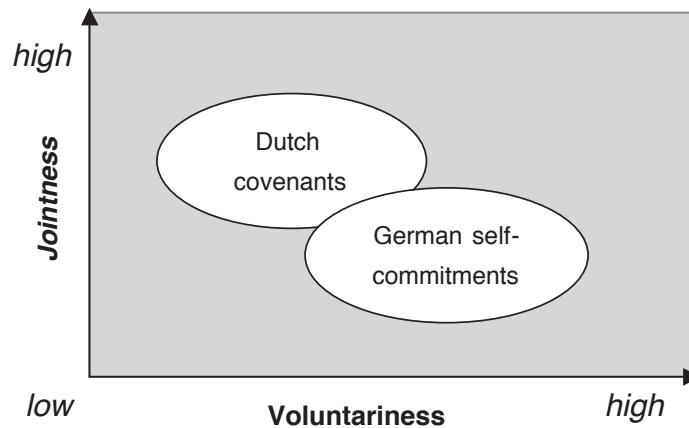 high
Jointness
Dutch
covenants
German self-
commitments
low
Voluntariness
high